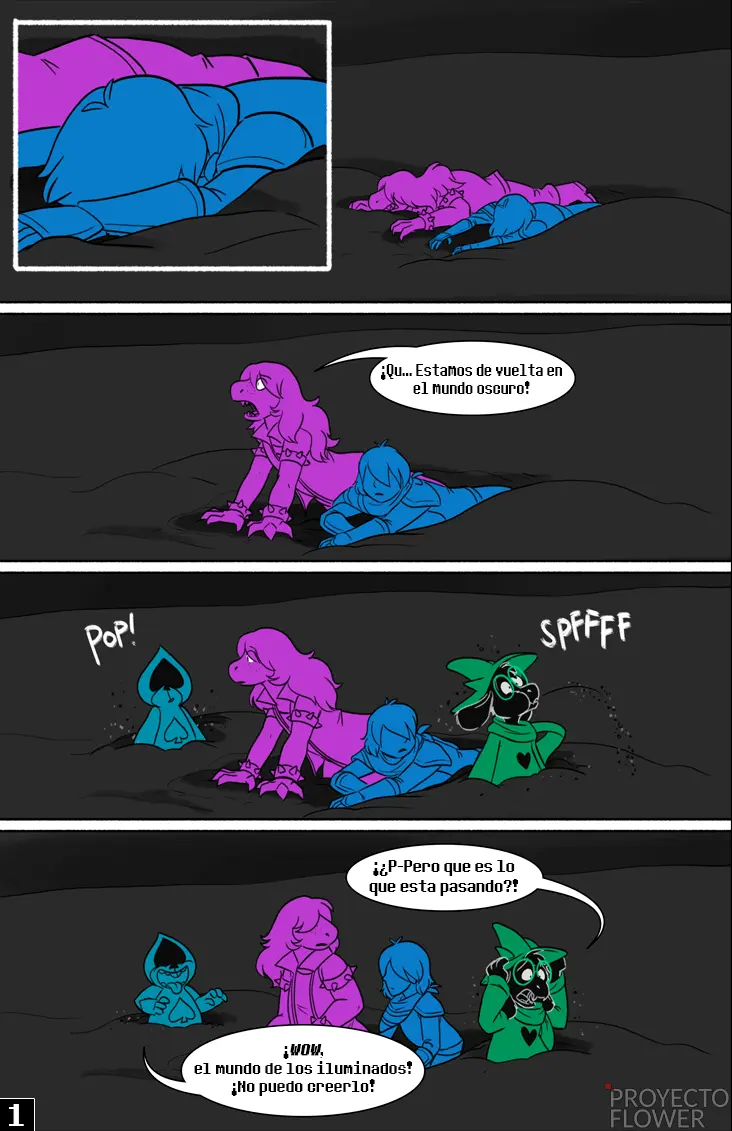 ¡Qu... Estamos de vuelta en
el mundo oscuro!
POP!
SPFFFF
¡¿P-Pero que es lo
que esta pasando?!
¡WOW,
el mundo de los iluminados!
¡No puedo creerlo!
1
PROYECTO
FLOWER